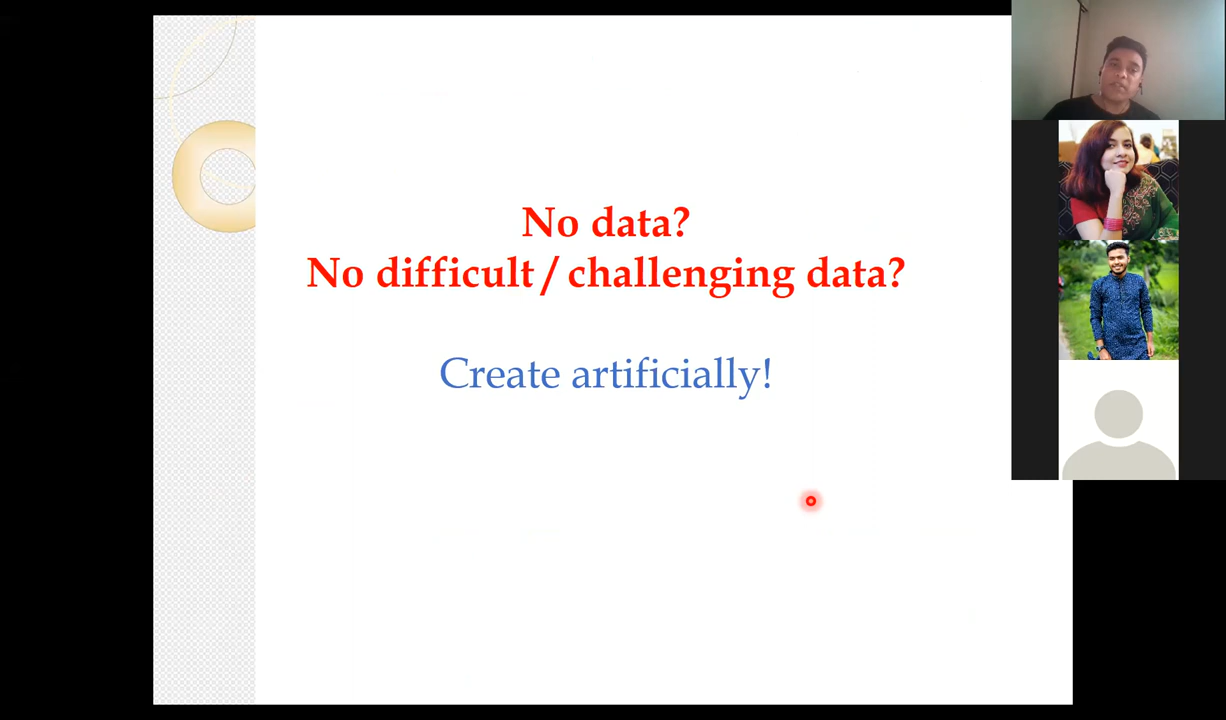 No data?
No difficult / challenging data?
Create artificially!